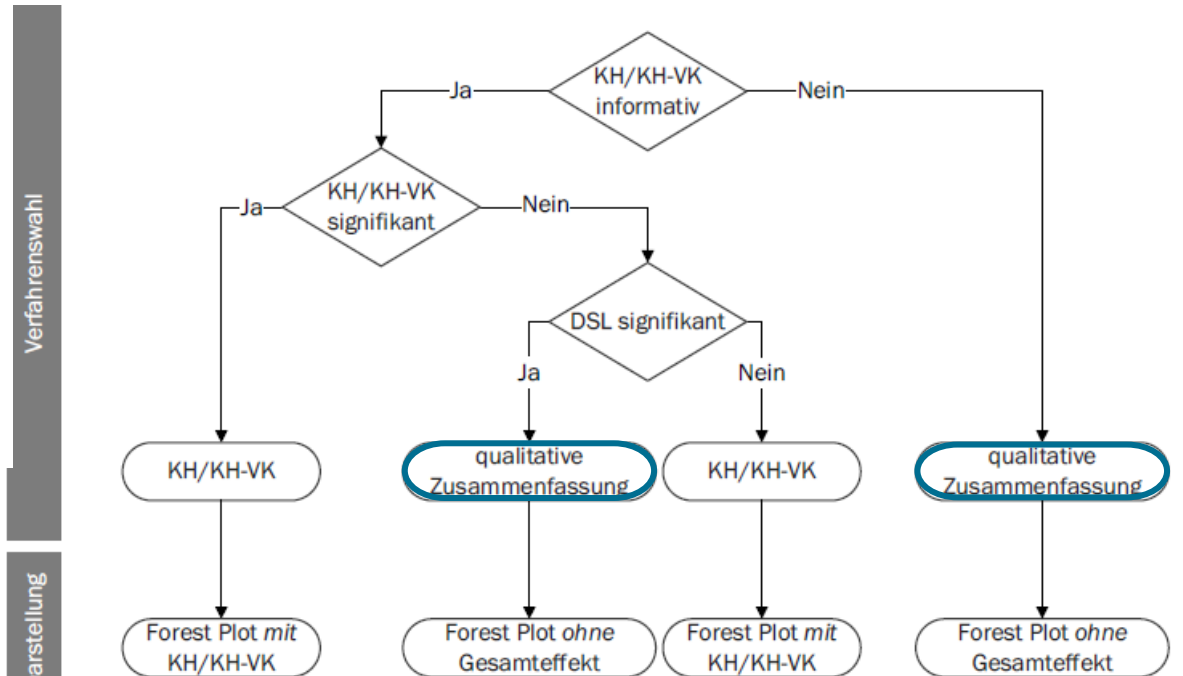 KH/KH-VK
informativ
Ja
Nein
KH/KH-VK
signifikant
Ja
Nein
DSL signifikant
Ja
Nein
KH/KH-VK
qualitative
Zusammenfassung
KH/KH-VK
qualitative
Zusammenfassung
Forest Plot mit
KH/KH-VK
Forest Plot ohne
Gesamteffekt
Forest Plot mit
KH/KH-VK
Forest Plot ohne
Gesamteffekt
Verfahrenswahl
arstellung